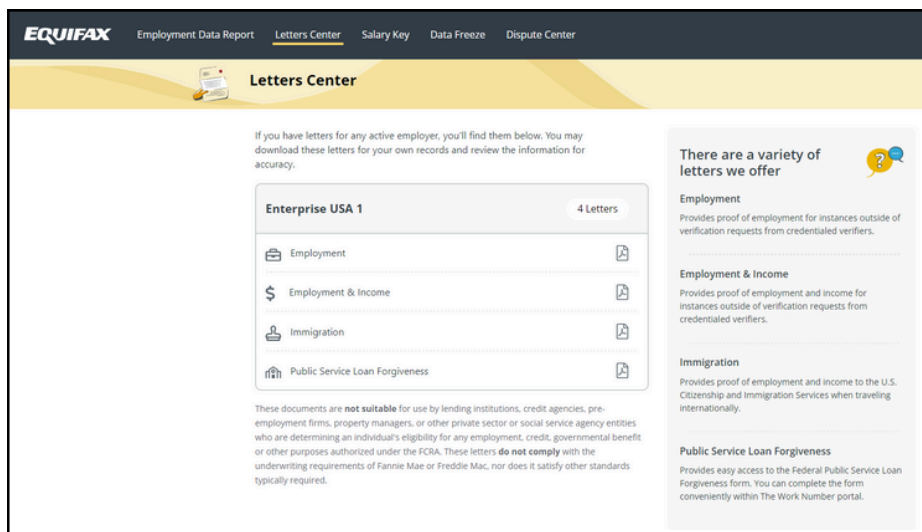 EQUIFAX
Employment Data Report
Letters Center
Salary Key
Data Freeze
Dispute Center
Letters Center
If you have letters for any active employer, you'll find them below. You may
download these letters for your own records and review the information for
accuracy.
Enterprise USA 1
4 Letters
Employment
Employment & Income
Immigration
Public Service Loan Forgiveness
These documents are not suitable for use by lending institutions, credit agencies, pre-
employment firms, property managers, or other private sector or social service agency entities
who are determining an individual's eligibility for any employment, credit, governmental benefit
or other purposes authorized under the FCRA. These letters do not comply with the
underwriting requirements of Fannie Mae or Freddie Mac, nor does it satisfy other standards
typically required.
There are a variety of
letters we offer
?
Employment
Provides proof of employment for instances outside of
verification requests from credentialed verifiers.
Employment & Income
Provides proof of employment and income for
instances outside of verification requests from
credentialed verifiers.
Immigration
Provides proof of employment and income to the U.S.
Citizenship and Immigration Services when traveling
internationally.
Public Service Loan Forgiveness
Provides easy access to the Federal Public Service Loan
Forgiveness form. You can complete the form
conveniently within The Work Number portal.